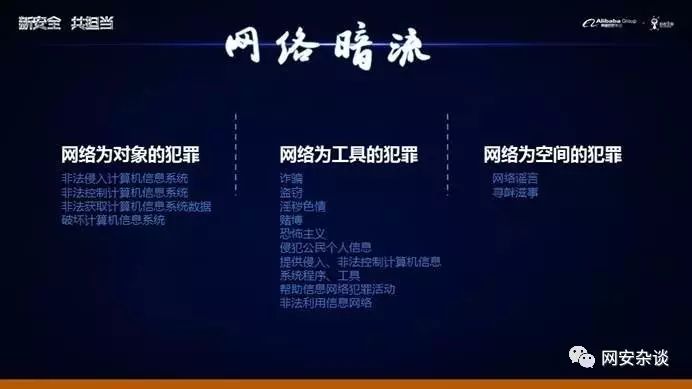 新安全 共担当
Alibaba Group
网络暗流
网络为对象的犯罪
非法侵入计算机信息系统
非法控制计算机信息系统
非法获取计算机信息系统数据
破坏计算机信息系统
网络为工具的犯罪
诈骗
盗窃
淫秽色情
赌博
恐怖主义
侵犯公民个人信息
提供侵入、非法控制计算机信息
系统程序、工具
帮助信息网络犯罪活动
非法利用信息网络
网络为空间的犯罪
网络谣言
寻衅滋事
网安杂谈